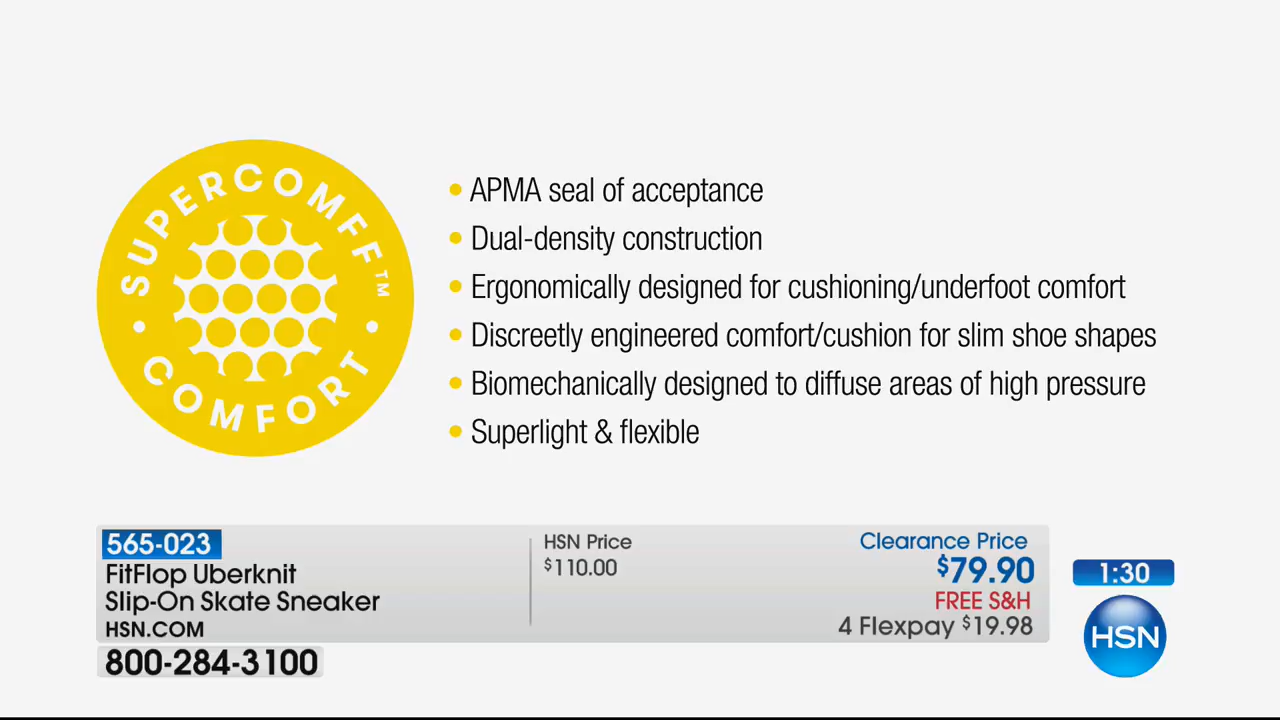 SUPERCOMFF™
COMFORT
• APMA seal of acceptance
• Dual-density construction
• Ergonomically designed for cushioning/underfoot comfort
• Discreetly engineered comfort/cushion for slim shoe shapes
• Biomechanically designed to diffuse areas of high pressure
• Superlight & flexible
565-023
FitFlop Uberknit
Slip-On Skate Sneaker
HSN.COM
800-284-3100
HSN Price
$110.00
Clearance Price
$79.90
FREE S&H
4 Flexpay $19.98
1:30
HSN